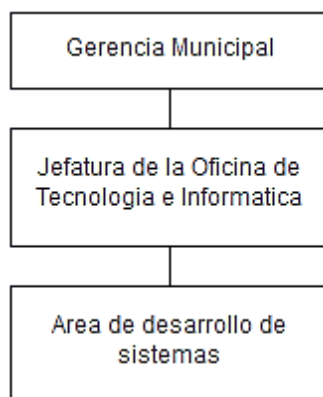 Gerencia Municipal
Jefatura de la Oficina de
Tecnologia e Informatica
Area de desarrollo de
sistemas